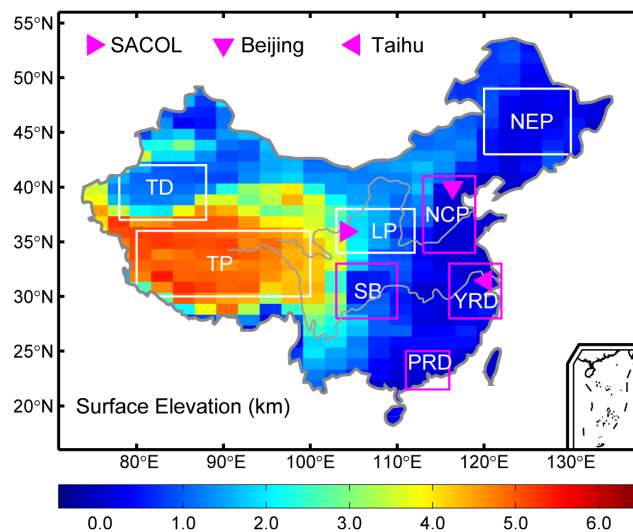 55°N
SACOL Beijing Taihu
50°N
NEP
45°N
TD
40°N
NCP
LP
35°N
TP
SB
30°N
YRD
25°N
PRD
20°N
Surface Elevation (km)
80°E 90°E 100°E 110°E 120°E 130°E
0.0 1.0 2.0 3.0 4.0 5.0 6.0